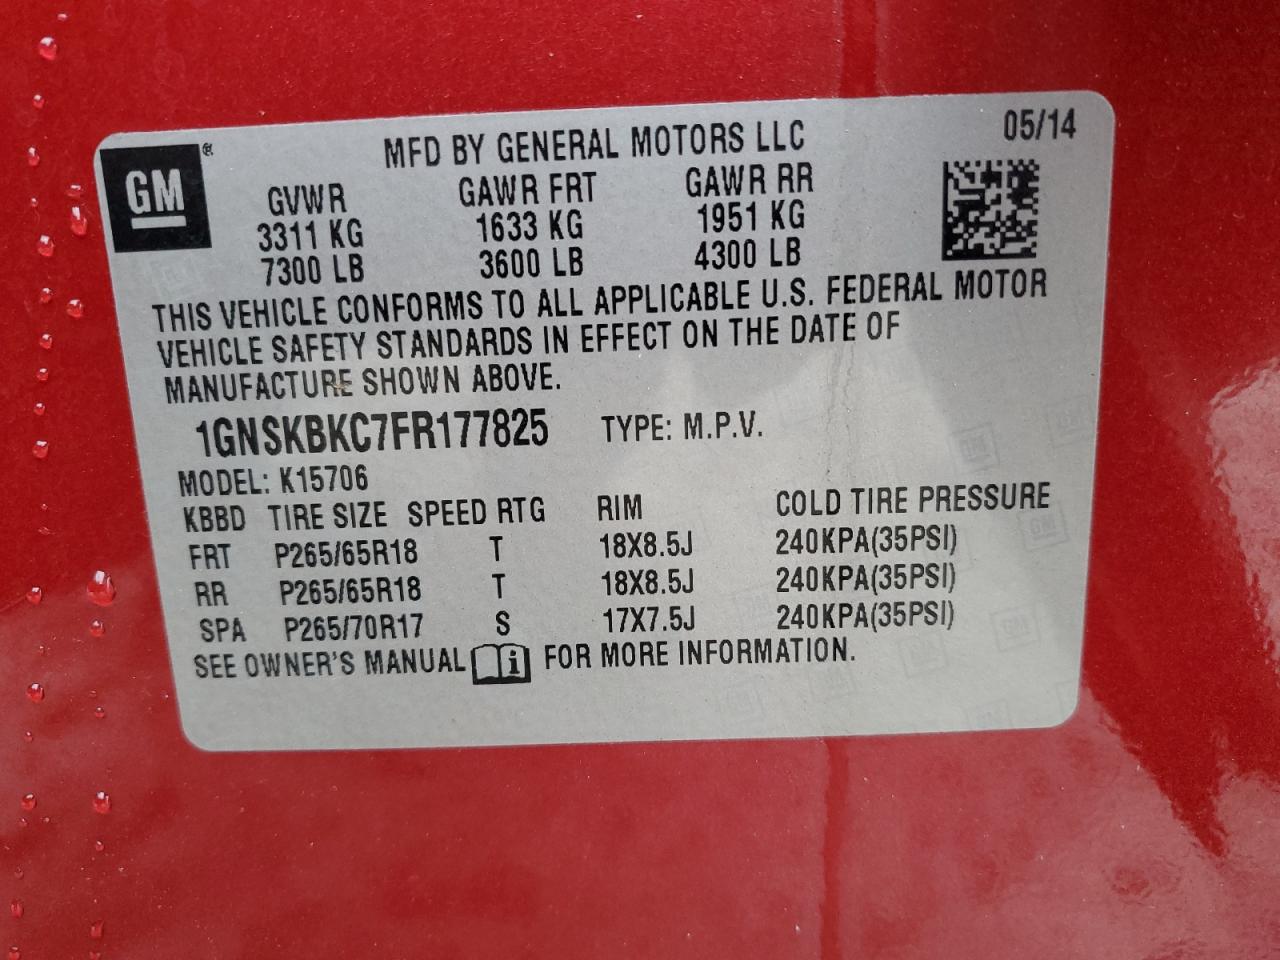 GM ®
MFD BY GENERAL MOTORS LLC 05/14
GVWR GAWR FRT GAWR RR
3311 KG 1633 KG 1951 KG
7300 LB 3600 LB 4300 LB
THIS VEHICLE CONFORMS TO ALL APPLICABLE U.S. FEDERAL MOTOR
VEHICLE SAFETY STANDARDS IN EFFECT ON THE DATE OF
MANUFACTURE SHOWN ABOVE.
1GNSKBKC7FR177825 TYPE: M.P.V.
MODEL: K15706
KBBD TIRE SIZE SPEED RTG RIM COLD TIRE PRESSURE
FRT P265/65R18 T 18X8.5J 240KPA(35PSI)
RR P265/65R18 T 18X8.5J 240KPA(35PSI)
SPA P265/70R17 S 17X7.5J 240KPA(35PSI)
SEE OWNER'S MANUAL i FOR MORE INFORMATION.